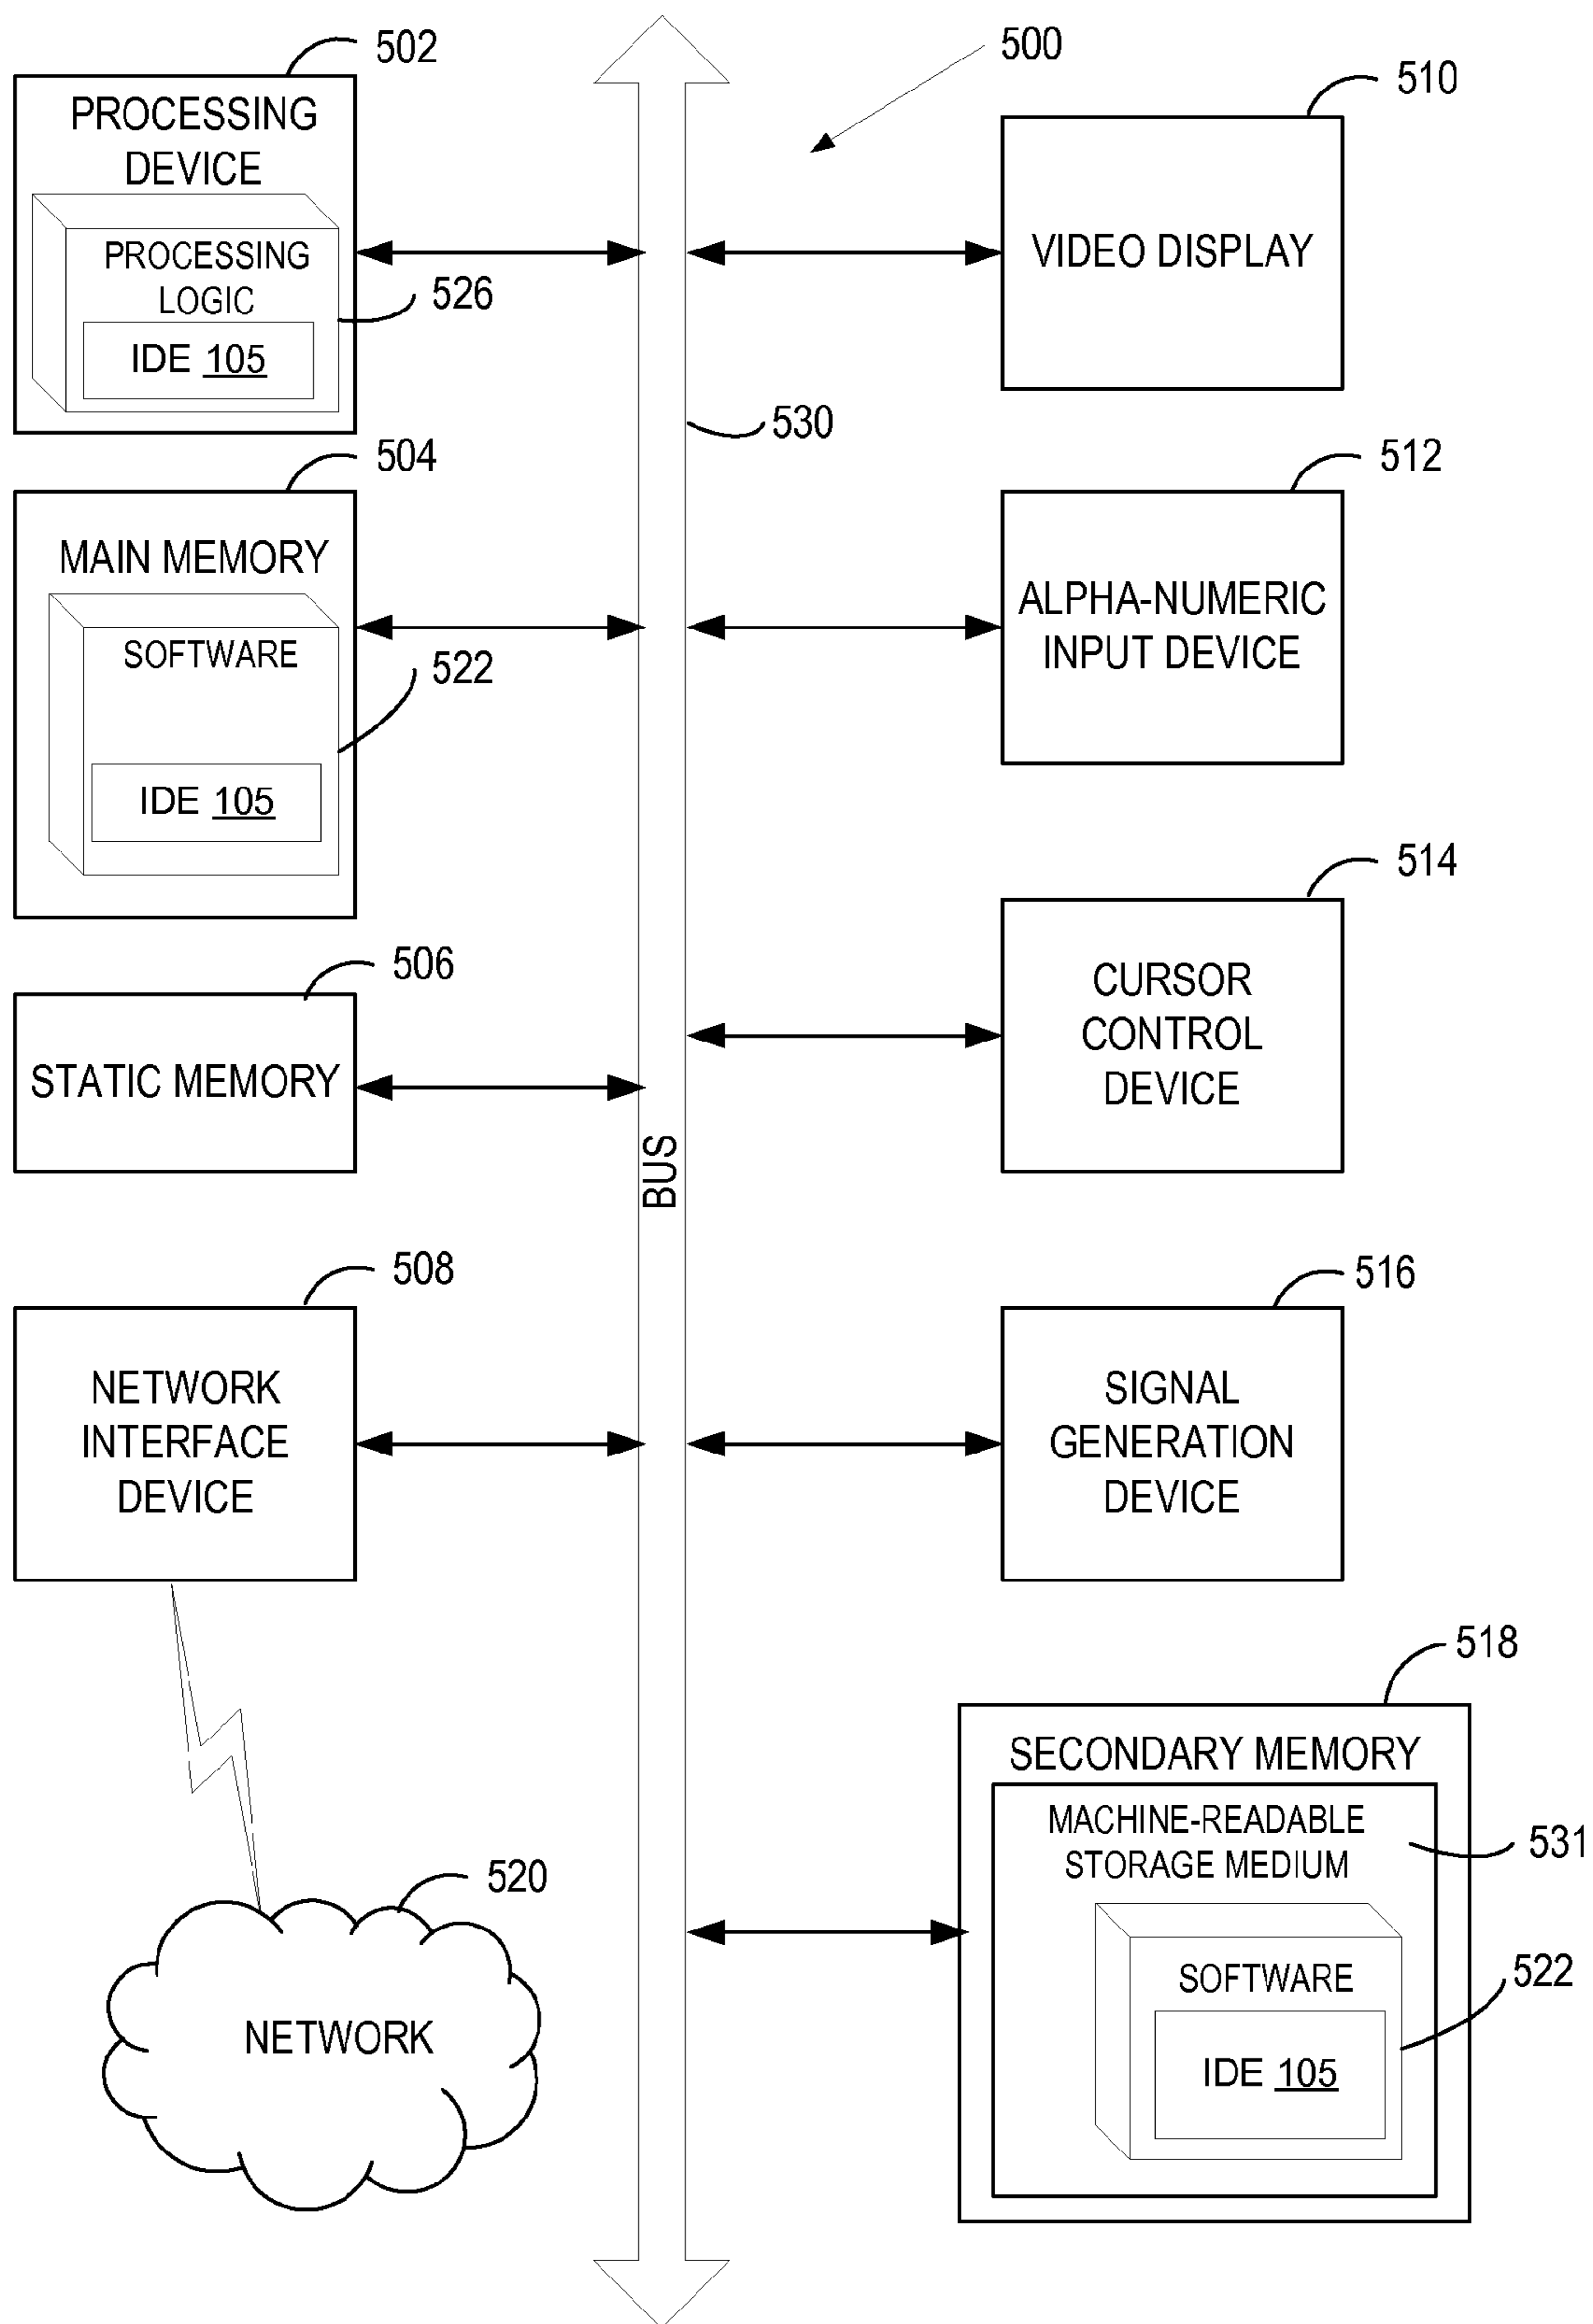 502
PROCESSING
DEVICE
PROCESSING
LOGIC
526
IDE 105
504
MAIN MEMORY
SOFTWARE
522
IDE 105
506
STATIC MEMORY
508
NETWORK
INTERFACE
DEVICE
520
NETWORK
BUS
530
500
510
VIDEO DISPLAY
512
ALPHA-NUMERIC
INPUT DEVICE
514
CURSOR
CONTROL
DEVICE
516
SIGNAL
GENERATION
DEVICE
518
SECONDARY MEMORY
MACHINE-READABLE
STORAGE MEDIUM
531
SOFTWARE
522
IDE 105